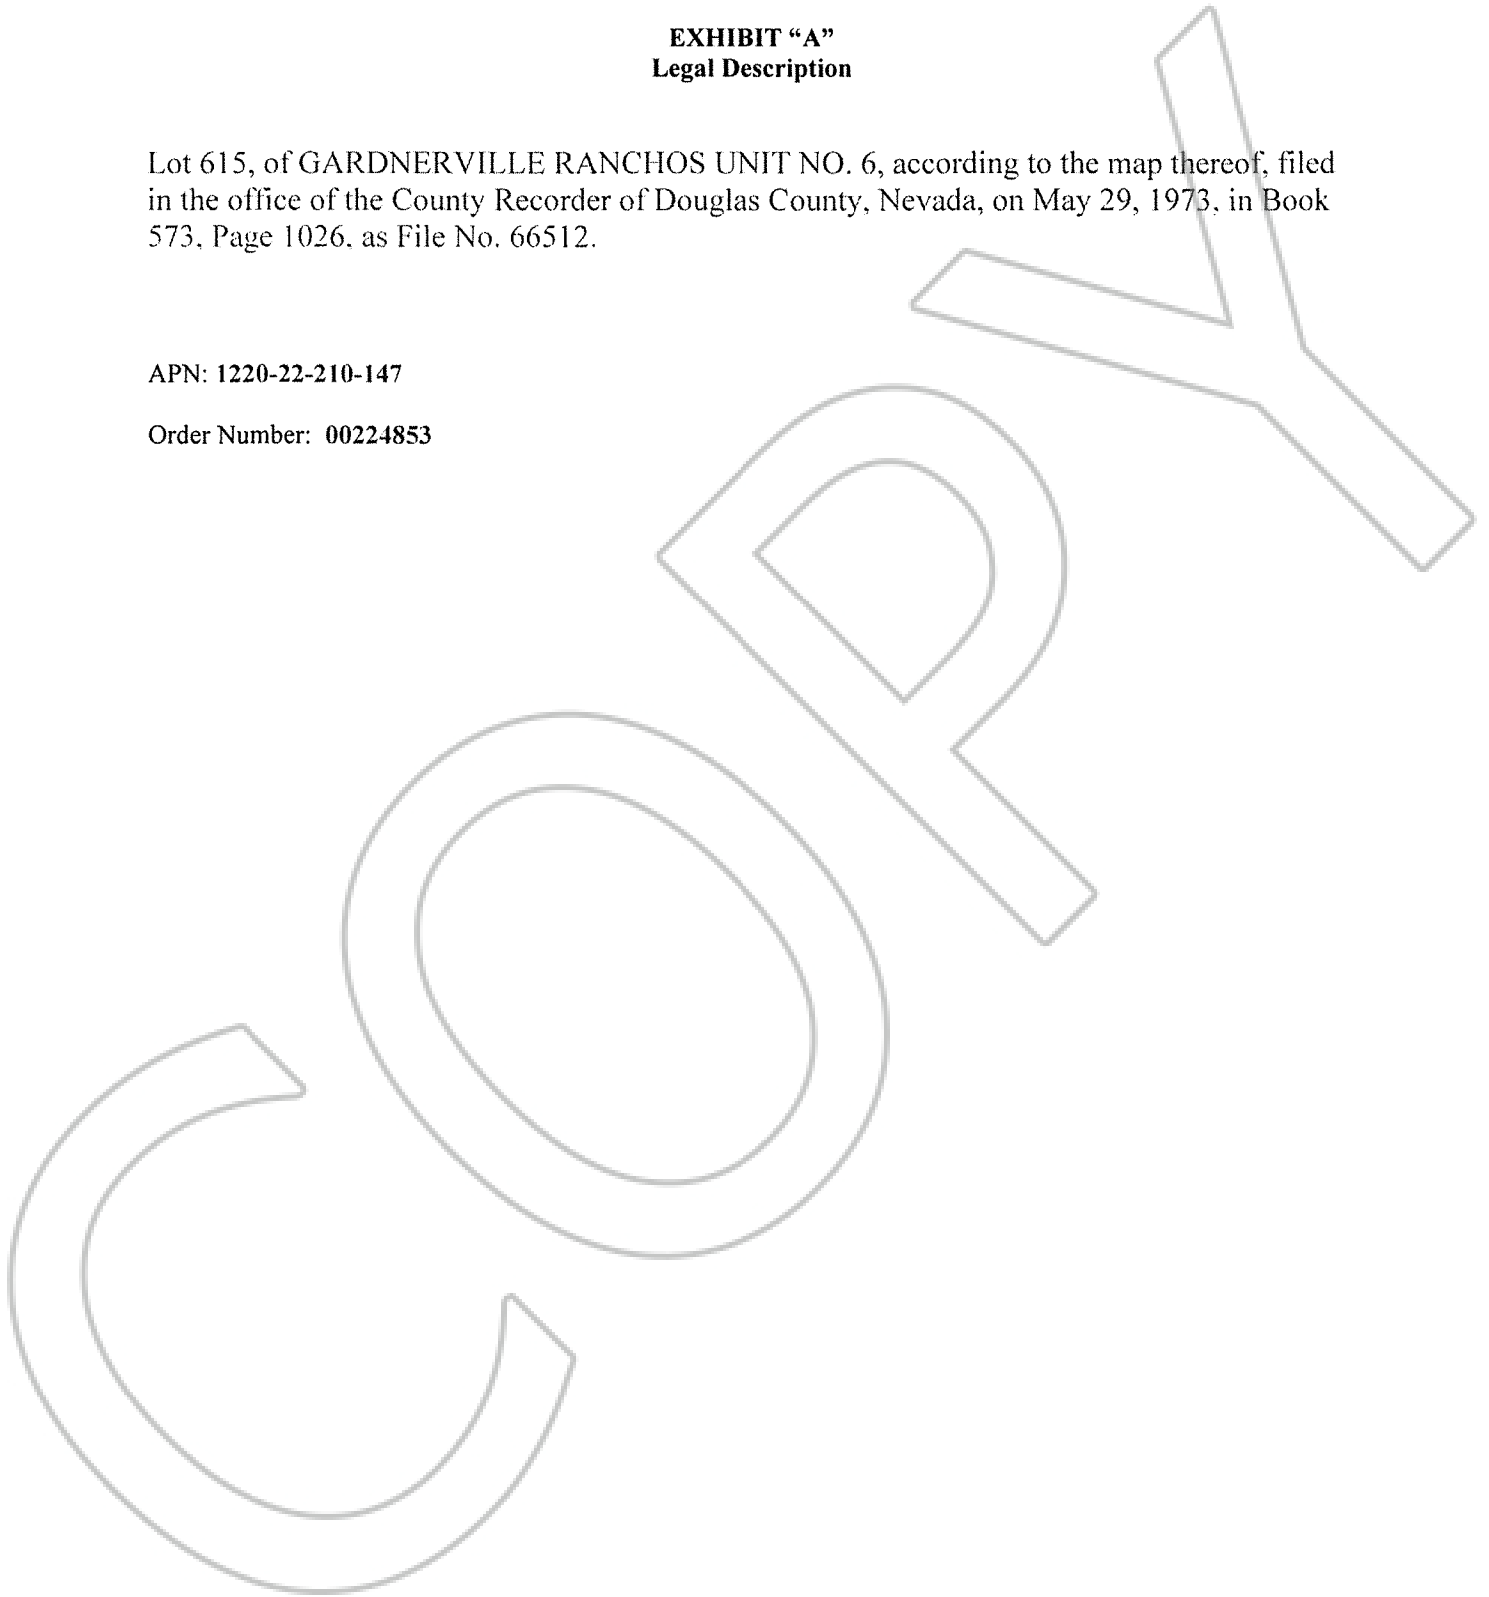 EXHIBIT “A”
Legal Description
Lot 615, of GARDNERVILLE RANCHOS UNIT NO. 6, according to the map thereof, filed
in the office of the County Recorder of Douglas County, Nevada, on May 29, 1973, in Book
573, Page 1026, as File No. 66512.
APN: 1220-22-210-147
Order Number: 00224853
COPY